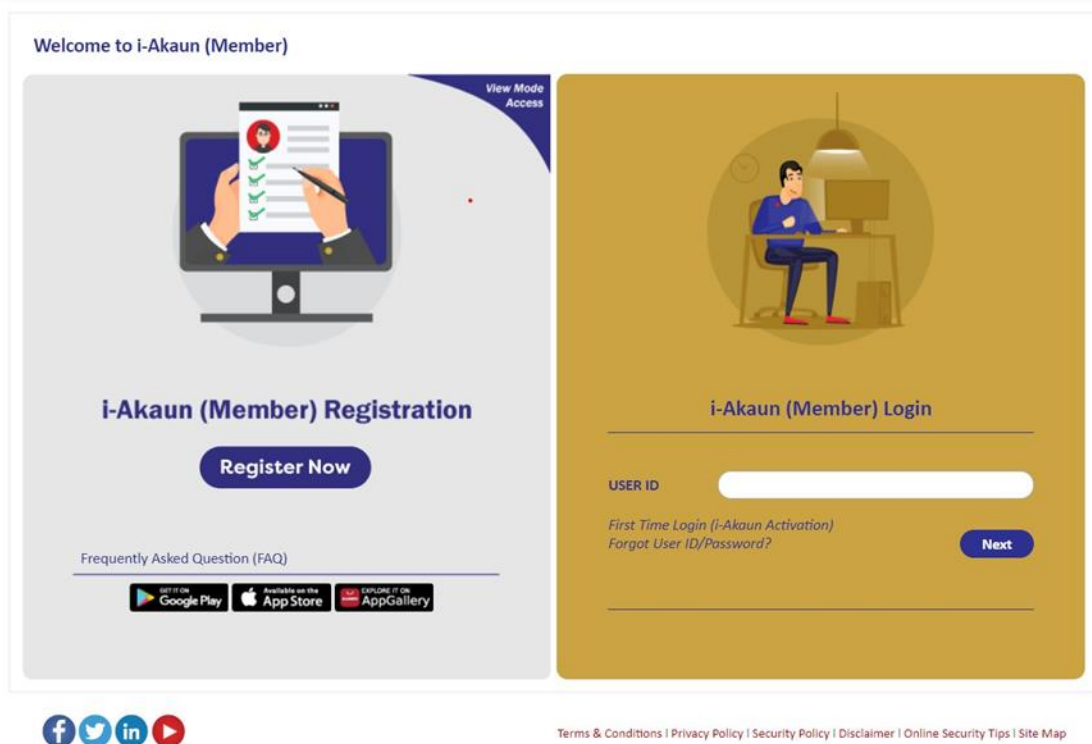 Welcome to i-Akaun (Member)
View Mode
Access
i-Akaun (Member) Registration
Register Now
Frequently Asked Question (FAQ)
GET IT ON
Google Play
Available on the
App Store
EXPLORE IT ON
AppGallery
i-Akaun (Member) Login
USER ID
First Time Login (i-Akaun Activation)
Forgot User ID/Password?
Next
Terms & Conditions I Privacy Policy I Security Policy I Disclaimer I Online Security Tips I Site Map